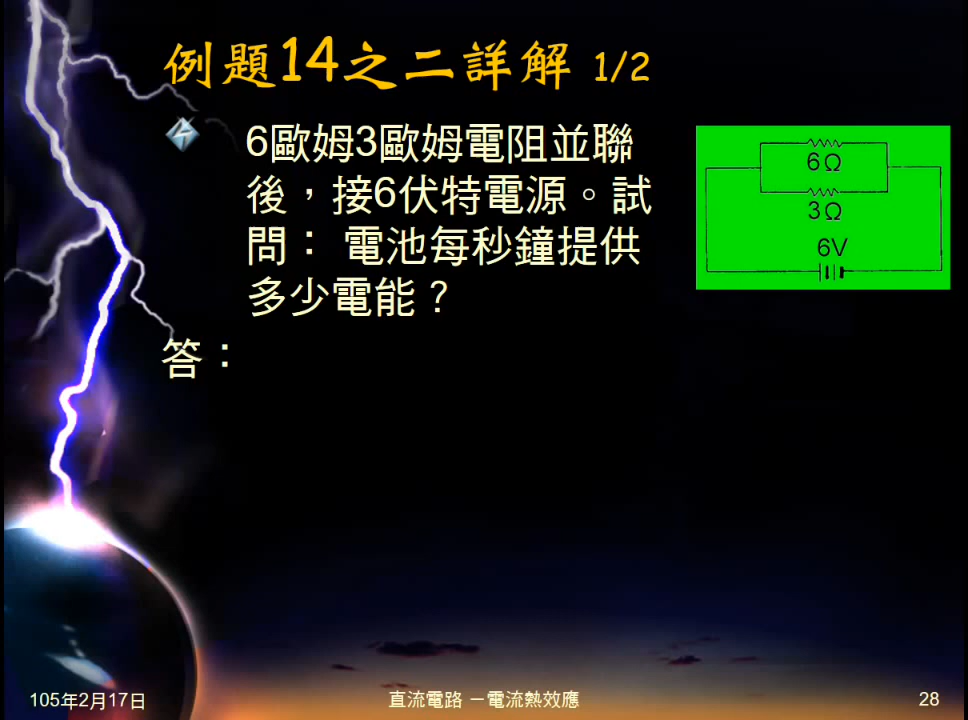 例題14之二詳解 1/2
6歐姆3歐姆電阻並聯
後，接6伏特電源。試
問： 電池每秒鐘提供
多少電能？
答：
6Ω
3Ω
6V
105年2月17日
直流電路 －電流熱效應
28